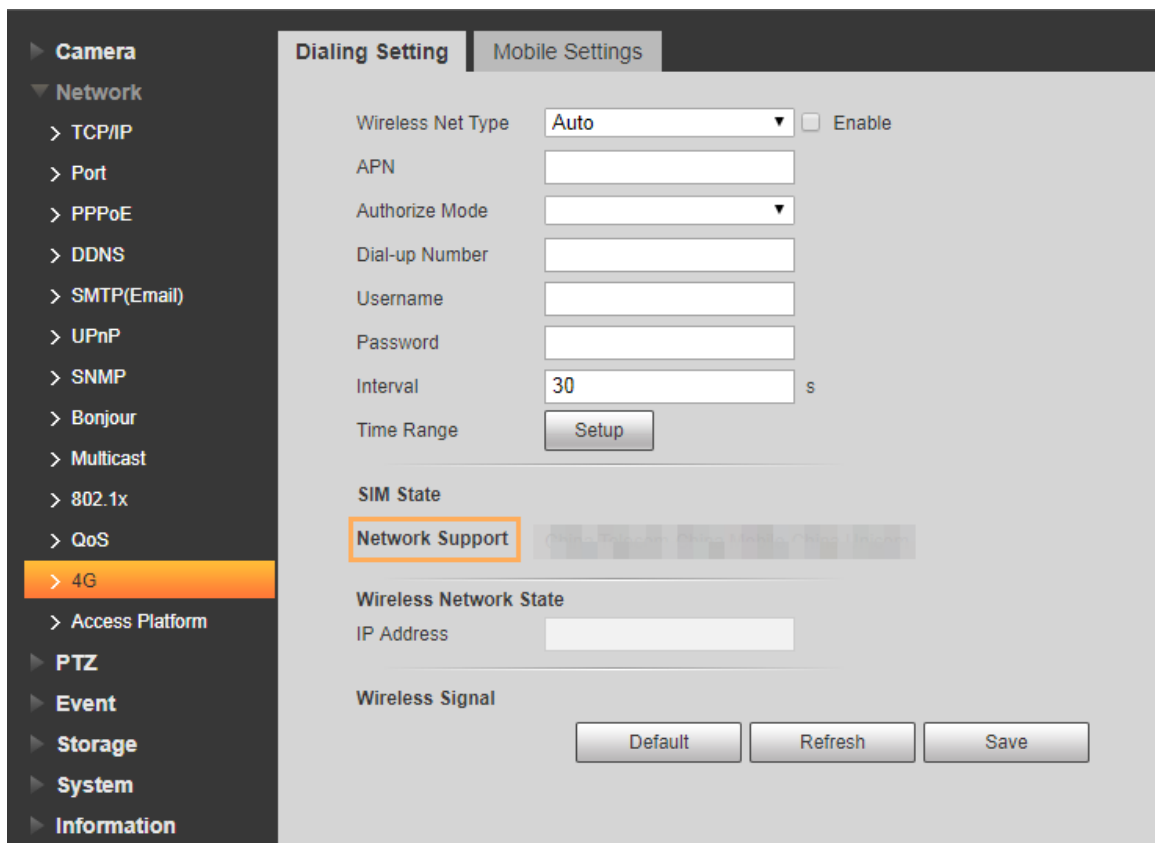 Camera
Network
TCP/IP
Port
PPPoE
DDNS
SMTP(Email)
UPnP
SNMP
Bonjour
Multicast
802.1x
QoS
4G
Access Platform
PTZ
Event
Storage
System
Information
Dialing Setting
Mobile Settings
Wireless Net Type Auto Enable
APN
Authorize Mode
Dial-up Number
Username
Password
Interval 30 s
Time Range Setup
SIM State
Network Support
Wireless Network State
IP Address
Wireless Signal
Default Refresh Save